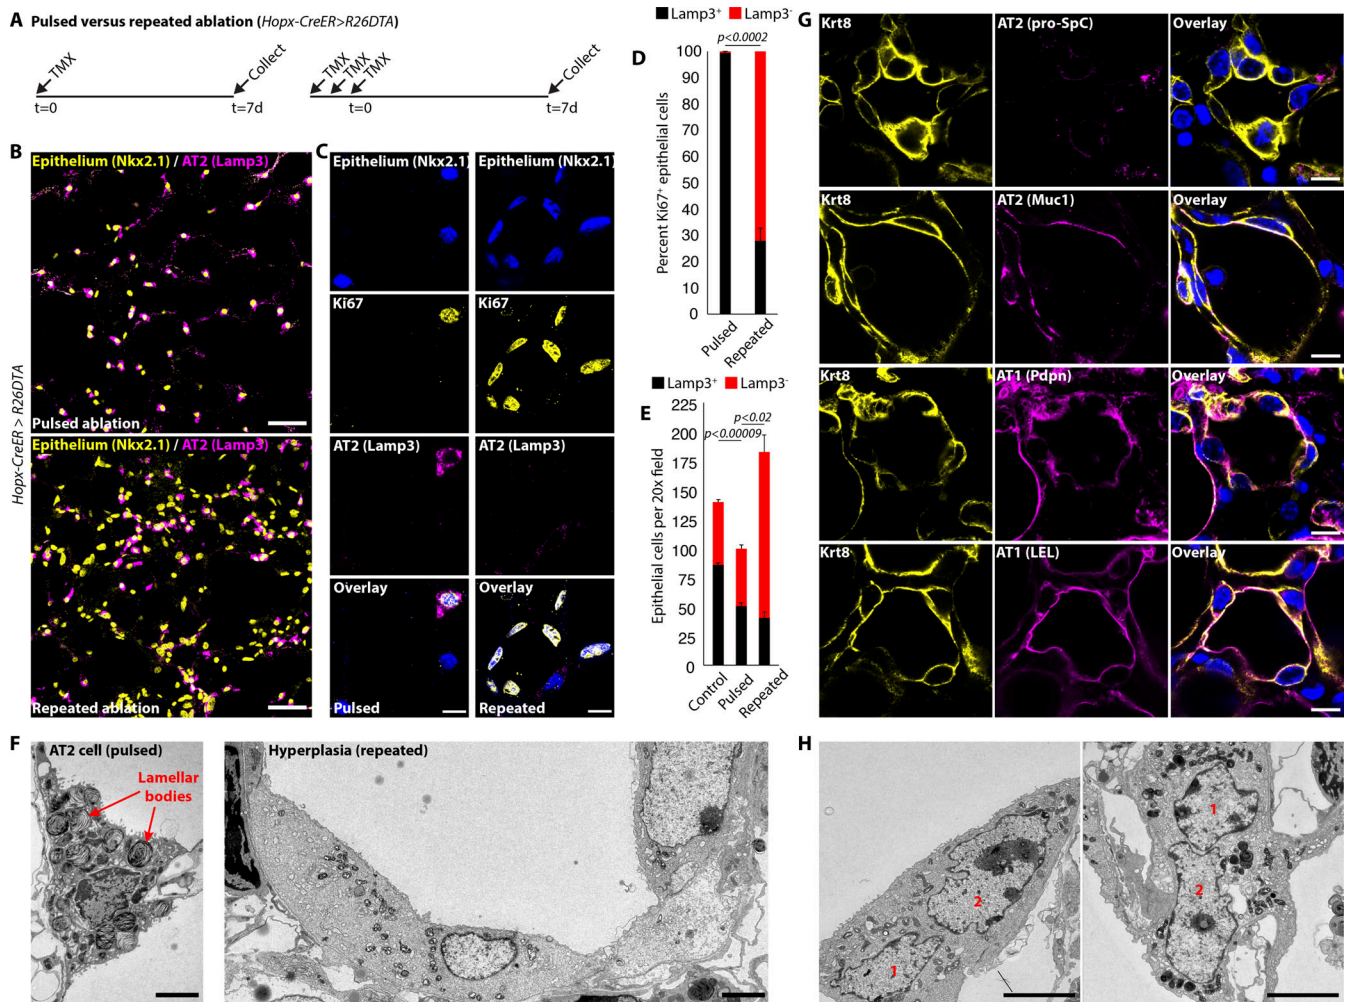 A Pulsed versus repeated ablation (Hopx-CreER>R26DTA)
TMX
Collect
t=0
t=7d
TMX
TMX
TMX
Collect
t=0
t=7d
B
Epithelium (Nkx2.1) / AT2 (Lamp3)
Pulsed ablation
Epithelium (Nkx2.1) / AT2 (Lamp3)
Repeated ablation
Hopx-CreER > R26DTA
C
Epithelium (Nkx2.1)
Epithelium (Nkx2.1)
Ki67
Ki67
AT2 (Lamp3)
AT2 (Lamp3)
Overlay
Overlay
Pulsed
Repeated
Lamp3⁺ Lamp3⁻
D
p<0.0002
100
90
80
70
60
50
40
30
20
10
0
Percent Ki67⁺ epithelial cells
Pulsed
Repeated
Lamp3⁺ Lamp3⁻
E
225
200
175
150
125
100
75
50
25
0
p<0.02
p<0.00009
Epithelial cells per 20x field
Control
Pulsed
Repeated
G
Krt8
AT2 (pro-SpC)
Overlay
Krt8
AT2 (Muc1)
Overlay
Krt8
AT1 (Pdpn)
Overlay
Krt8
AT1 (LEL)
Overlay
F
AT2 cell (pulsed)
Lamellar
bodies
Hyperplasia (repeated)
H
1
2
1
2